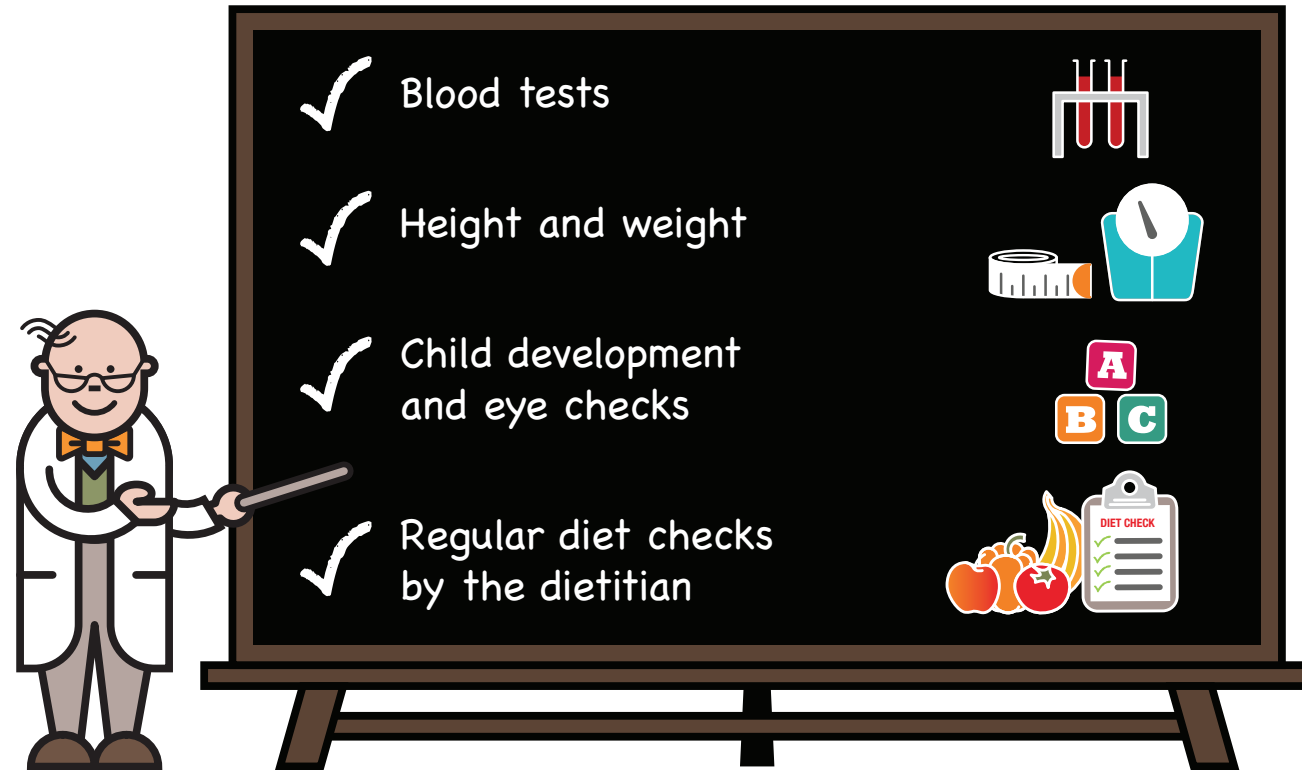 Blood tests
Height and weight
Child development
and eye checks
A
B C
Regular diet checks
by the dietitian
DIET CHECK